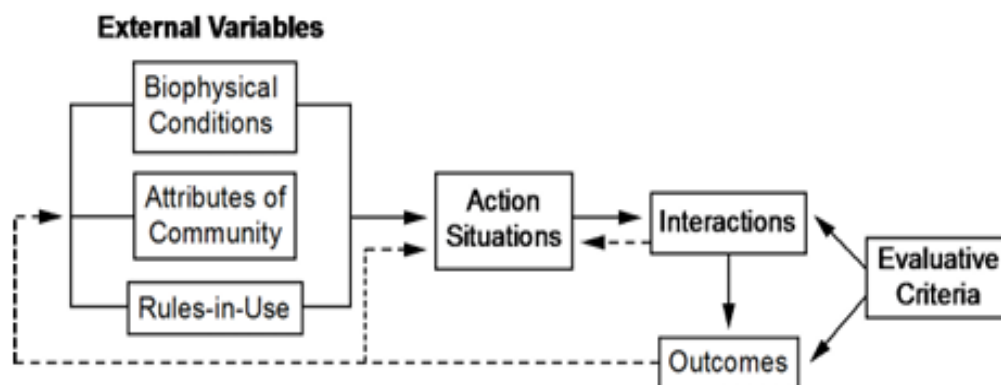 External Variables
Biophysical
Conditions
Attributes of
Community
Rules-in-Use
Action
Situations
Interactions
Outcomes
Evaluative
Criteria